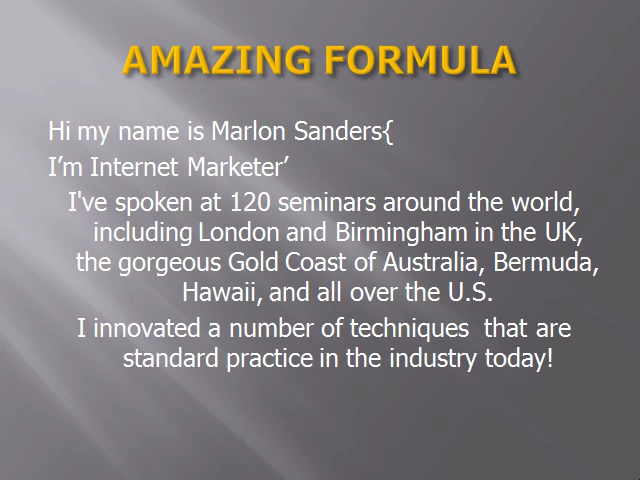 AMAZING FORMULA
Hi my name is Marlon Sanders{
I’m Internet Marketer’
I've spoken at 120 seminars around the world,
including London and Birmingham in the UK,
the gorgeous Gold Coast of Australia, Bermuda,
Hawaii, and all over the U.S.
I innovated a number of techniques  that are
standard practice in the industry today!